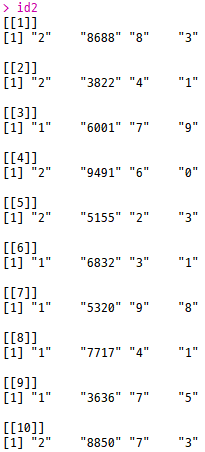 > id2
[[1]]
[1] "2"    "8688" "8"    "3"
[[2]]
[1] "2"    "3822" "4"    "1"
[[3]]
[1] "1"    "6001" "7"    "9"
[[4]]
[1] "2"    "9491" "6"    "0"
[[5]]
[1] "2"    "5155" "2"    "3"
[[6]]
[1] "1"    "6832" "3"    "1"
[[7]]
[1] "1"    "5320" "9"    "8"
[[8]]
[1] "1"    "7717" "4"    "1"
[[9]]
[1] "1"    "3636" "7"    "5"
[[10]]
[1] "2"    "8850" "7"    "3"